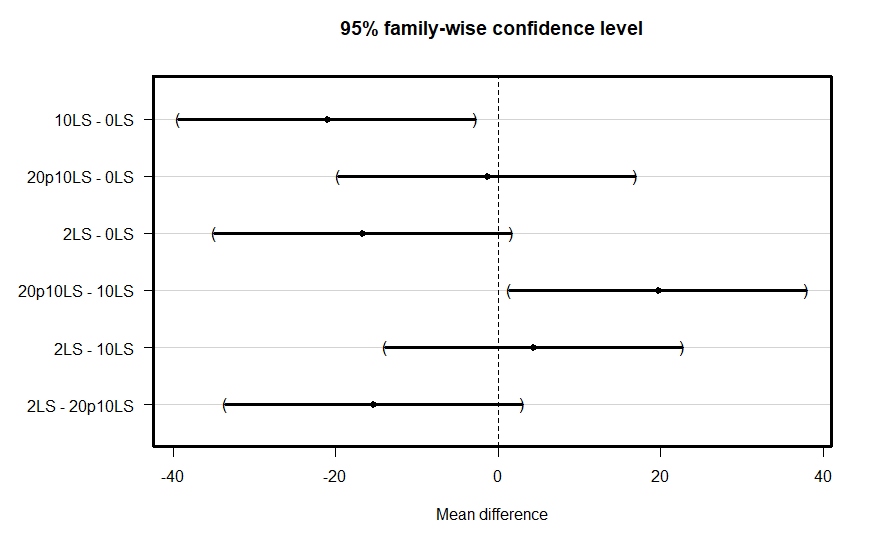 95% family-wise confidence level
10LS - 0LS
20p10LS - 0LS
2LS - 0LS
20p10LS - 10LS
2LS - 10LS
2LS - 20p10LS
-40 -20 0 20 40
Mean difference